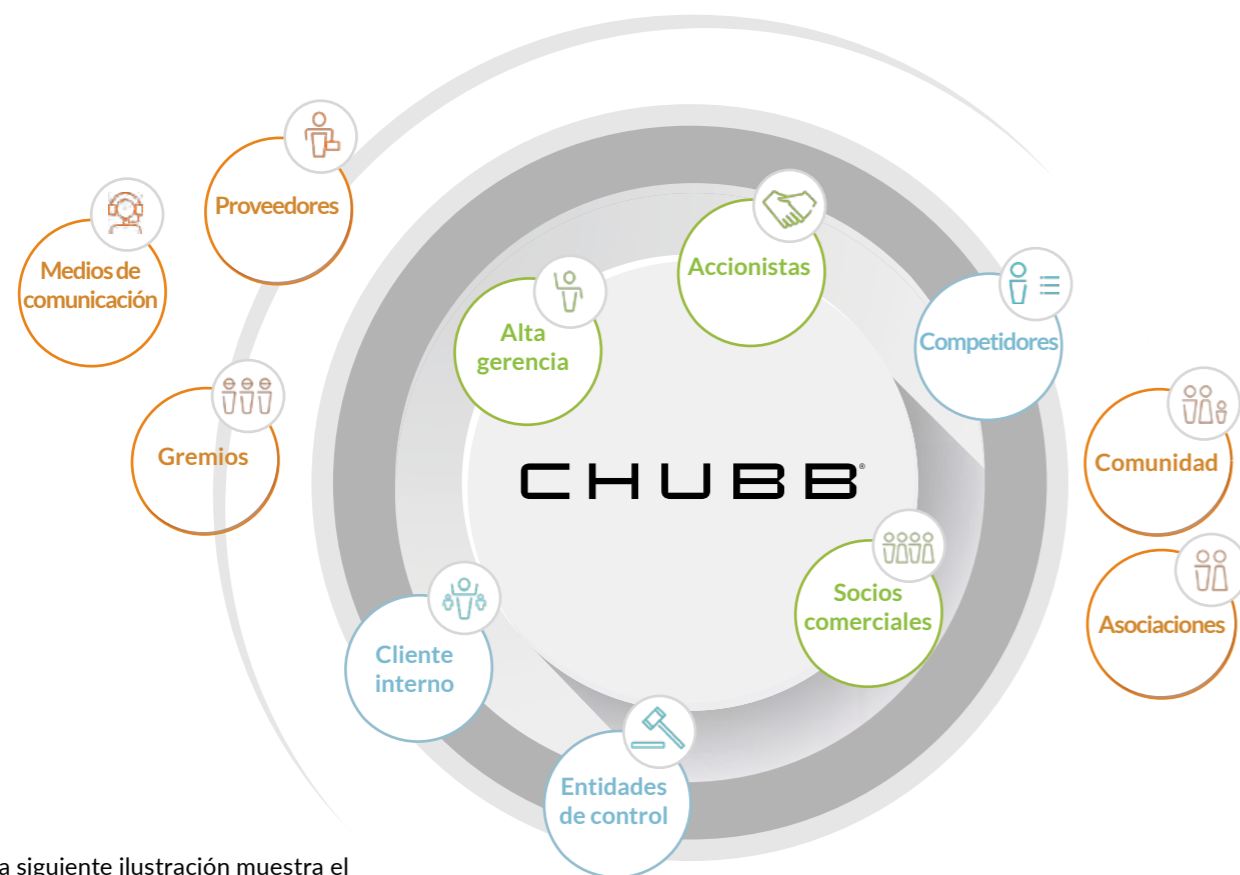 Proveedores
Medios de
comunicación
Accionistas
Alta
gerencia
Competidores
Gremios
Comunidad
CHUBB®
Socios
comerciales
Asociaciones
Cliente
interno
Entidades
de control
a siguiente ilustración muestra el